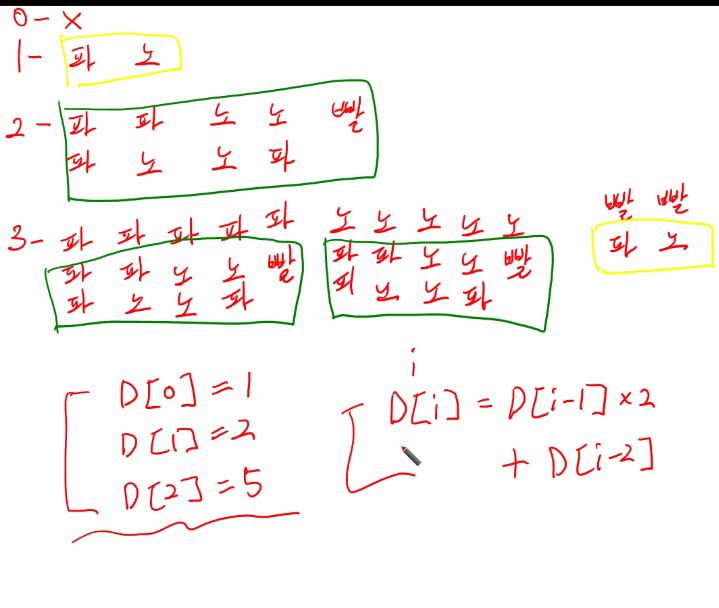 0 - X
1 - 파 노
2 - 파 파 노 노 빨
파 노 노 파
3 - 파 파 파 파 파 노 노 노 노 노 빨 빨
파 파 노 노 빨 파 파 노 노 빨 파 노
파 노 노 파 파 노 노 파
i
D[0] = 1
D[1] = 2
D[2] = 5
D[i] = D[i-1] × 2
+ D[i-2]